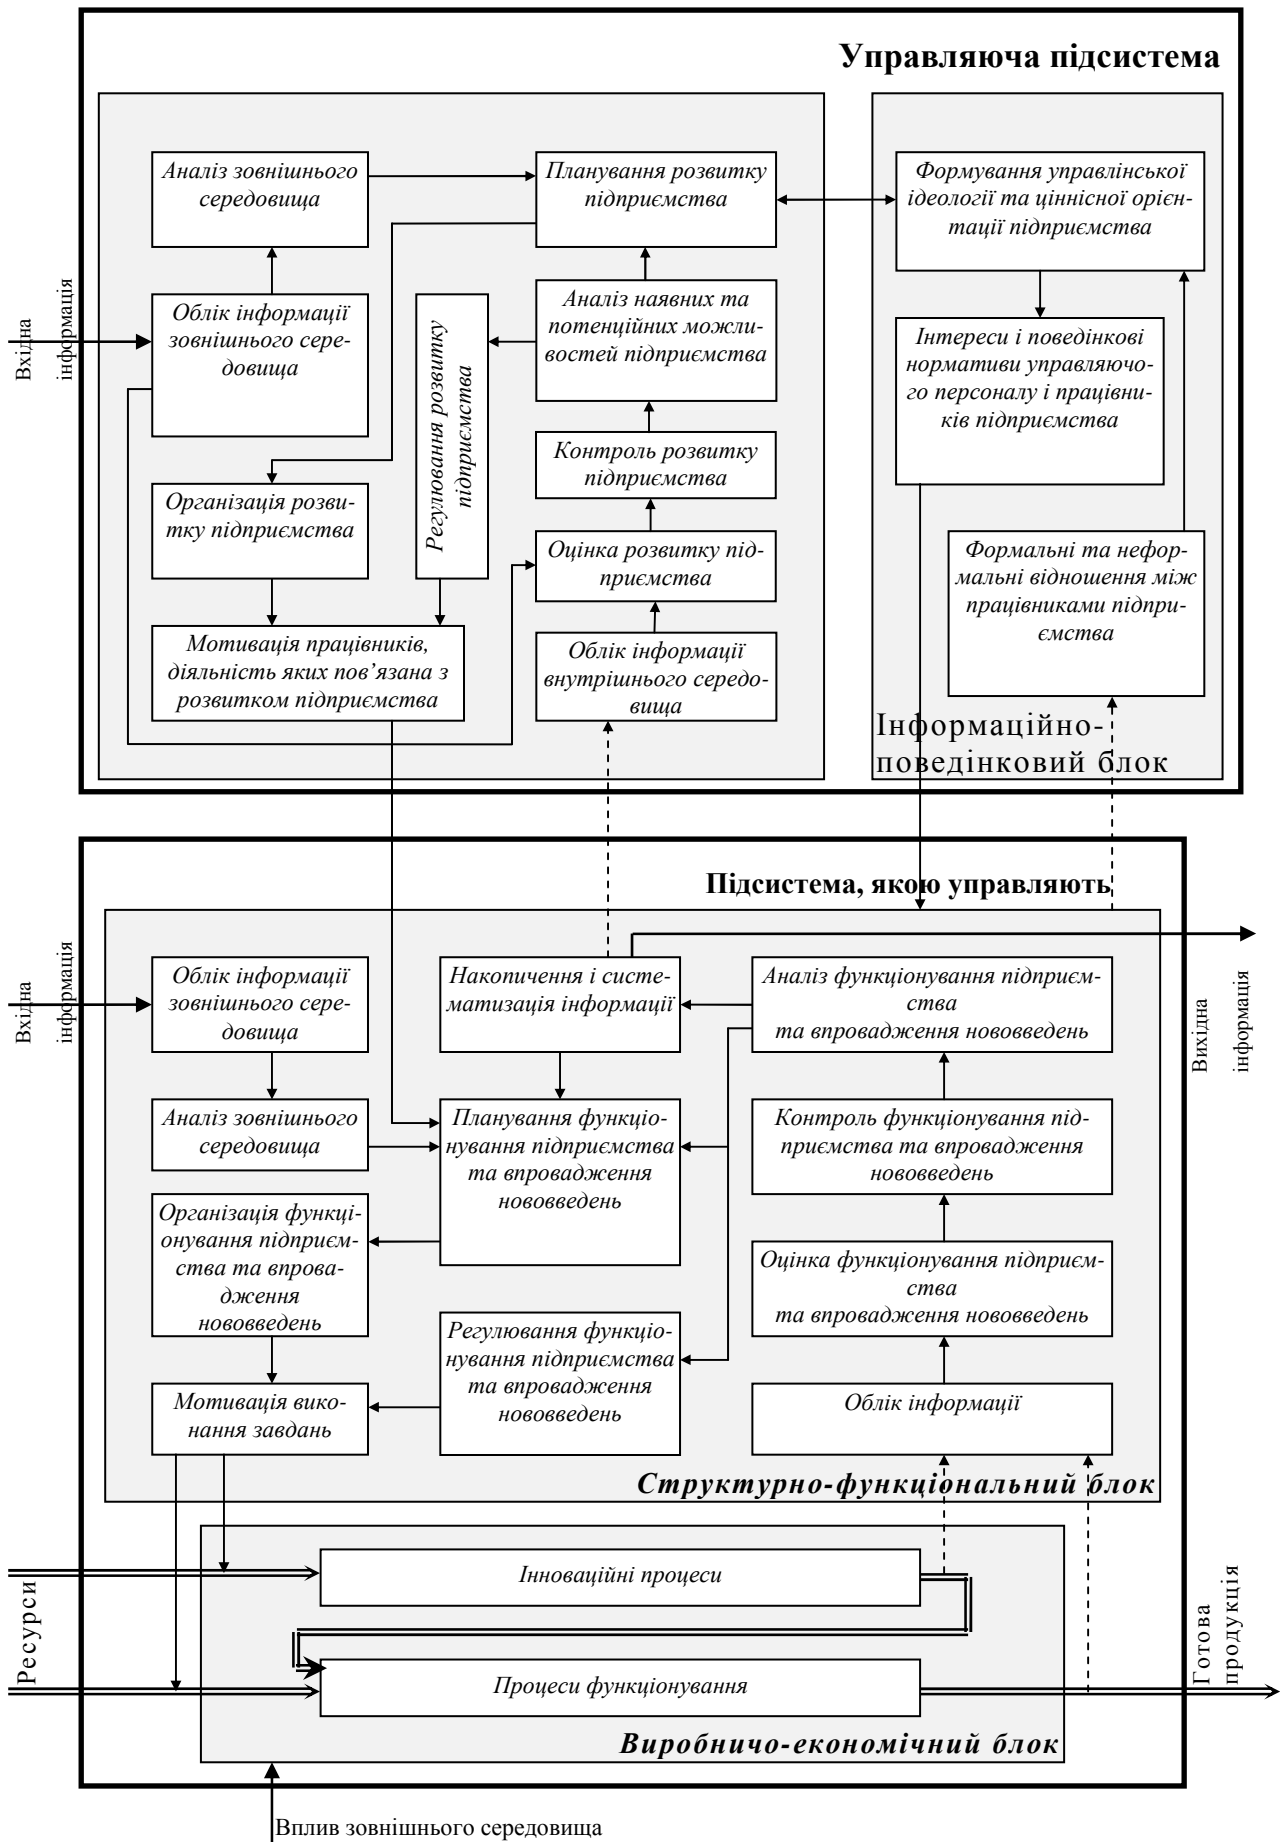 Управляюча підсистема
Аналіз зовнішнього
середовища
Планування розвитку
підприємства
Формування управлінської
ідеології та ціннісної орієн-
тації підприємства
Вхідна
інформація
Облік інформації
зовнішнього сере-
довища
Регулювання розвитку
підприємства
Аналіз наявних та
потенційних можли-
востей підприємства
Інтереси і поведінкові
нормативи управляючо-
го персоналу і працівни-
ків підприємства
Контроль розвитку
підприємства
Організація розви-
тку підприємства
Оцінка розвитку під-
приємства
Формальні та нефор-
мальні відношення між
працівниками підпри-
ємства
Мотивація працівників,
діяльність яких пов’язана з
розвитком підприємства
Облік інформації
внутрішнього середо-
вища
Інформаційно-
поведінковий блок
Підсистема, якою управляють
Вхідна
інформація
Облік інформації
зовнішнього сере-
довища
Накопичення і систе-
матизація інформації
Аналіз функціонування підприєм-
ства
та впровадження нововведень
Вихідна
інформація
Аналіз зовнішнього
середовища
Планування функціо-
нування підприємства
та впровадження
нововведень
Контроль функціонування під-
приємства та впровадження
нововведень
Організація функці-
онування підприєм-
ства та впрова-
дження
нововведень
Оцінка функціонування підприєм-
ства
та впровадження нововведень
Регулювання функціо-
нування підприємства
та впровадження
нововведень
Мотивація вико-
нання завдань
Облік інформації
Структурно-функціональний блок
Інноваційні процеси
Ресурси
Готова
продукція
Процеси функціонування
Виробничо-економічний блок
Вплив зовнішнього середовища